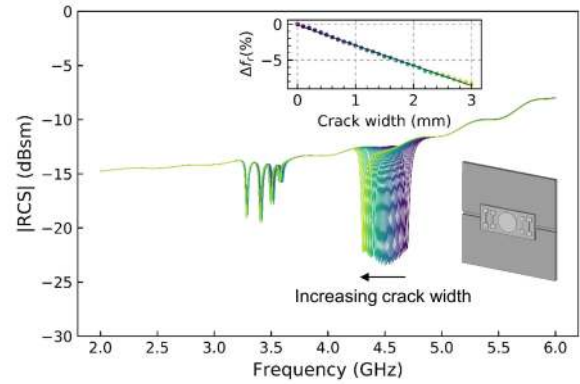 0
−5
−10
−15
−20
−25
−30
|RCS| (dBsm)
2.0 2.5 3.0 3.5 4.0 4.5 5.0 5.5 6.0
Frequency (GHz)
0
−5
Δfr(%)
0 1 2 3
Crack width (mm)
Increasing crack width